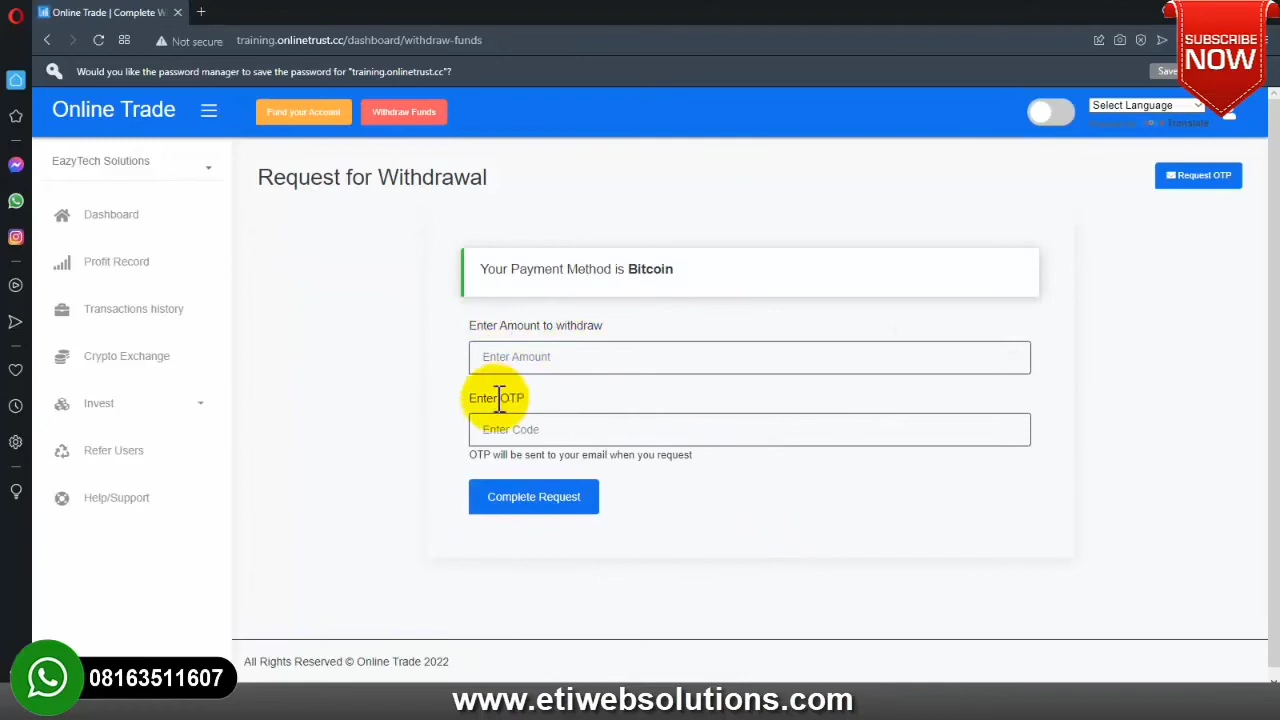 Online Trade | Complete W
Not secure
training.onlinetrust.cc/dashboard/withdraw-funds
Would you like the password manager to save the password for "training.onlinetrust.cc"?
Save
SUBSCRIBE
NOW
Online Trade
Fund your Account
Withdraw Funds
Select Language
Translate
EazyTech Solutions
Dashboard
Profit Record
Transactions history
Crypto Exchange
Invest
Refer Users
Help/Support
Request for Withdrawal
Request OTP
Your Payment Method is Bitcoin
Enter Amount to withdraw
Enter Amount
Enter OTP
Enter Code
OTP will be sent to your email when you request
Complete Request
All Rights Reserved © Online Trade 2022
08163511607
www.etiwebsolutions.com